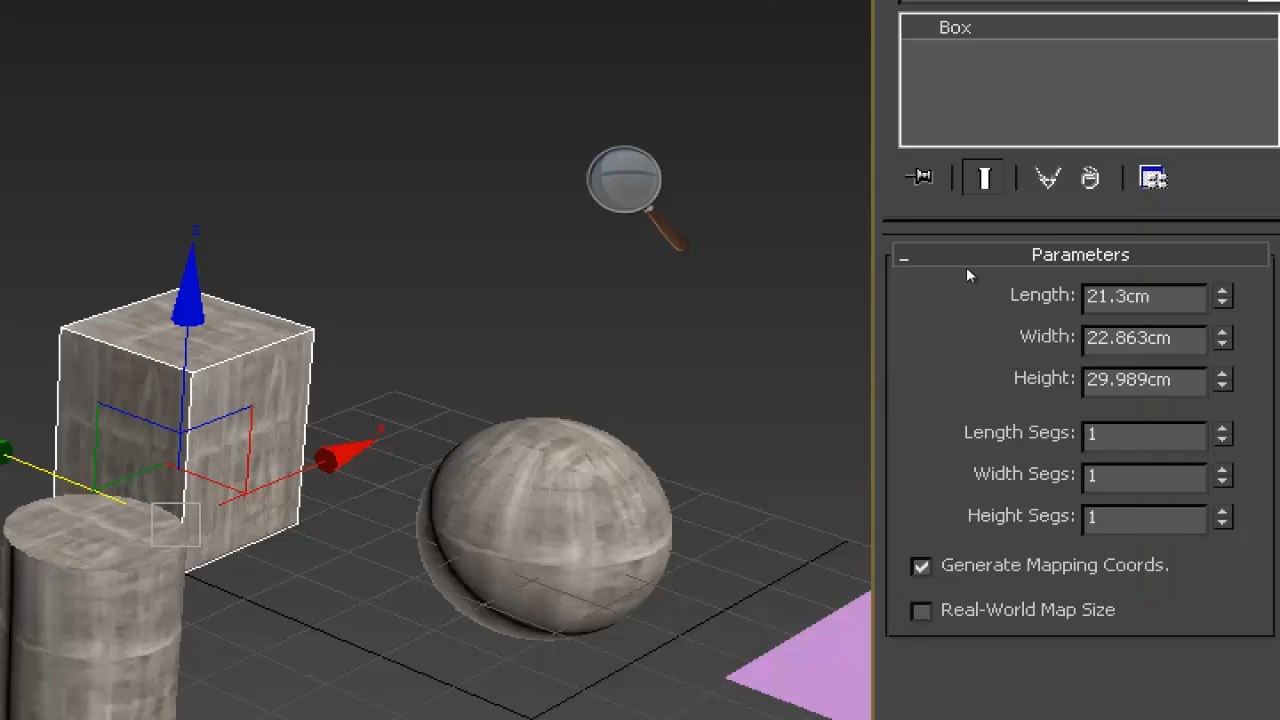 Box
Parameters
Length: 21.3cm
Width: 22.863cm
Height: 29.989cm
Length Segs: 1
Width Segs: 1
Height Segs: 1
Generate Mapping Coords.
Real-World Map Size
z
x